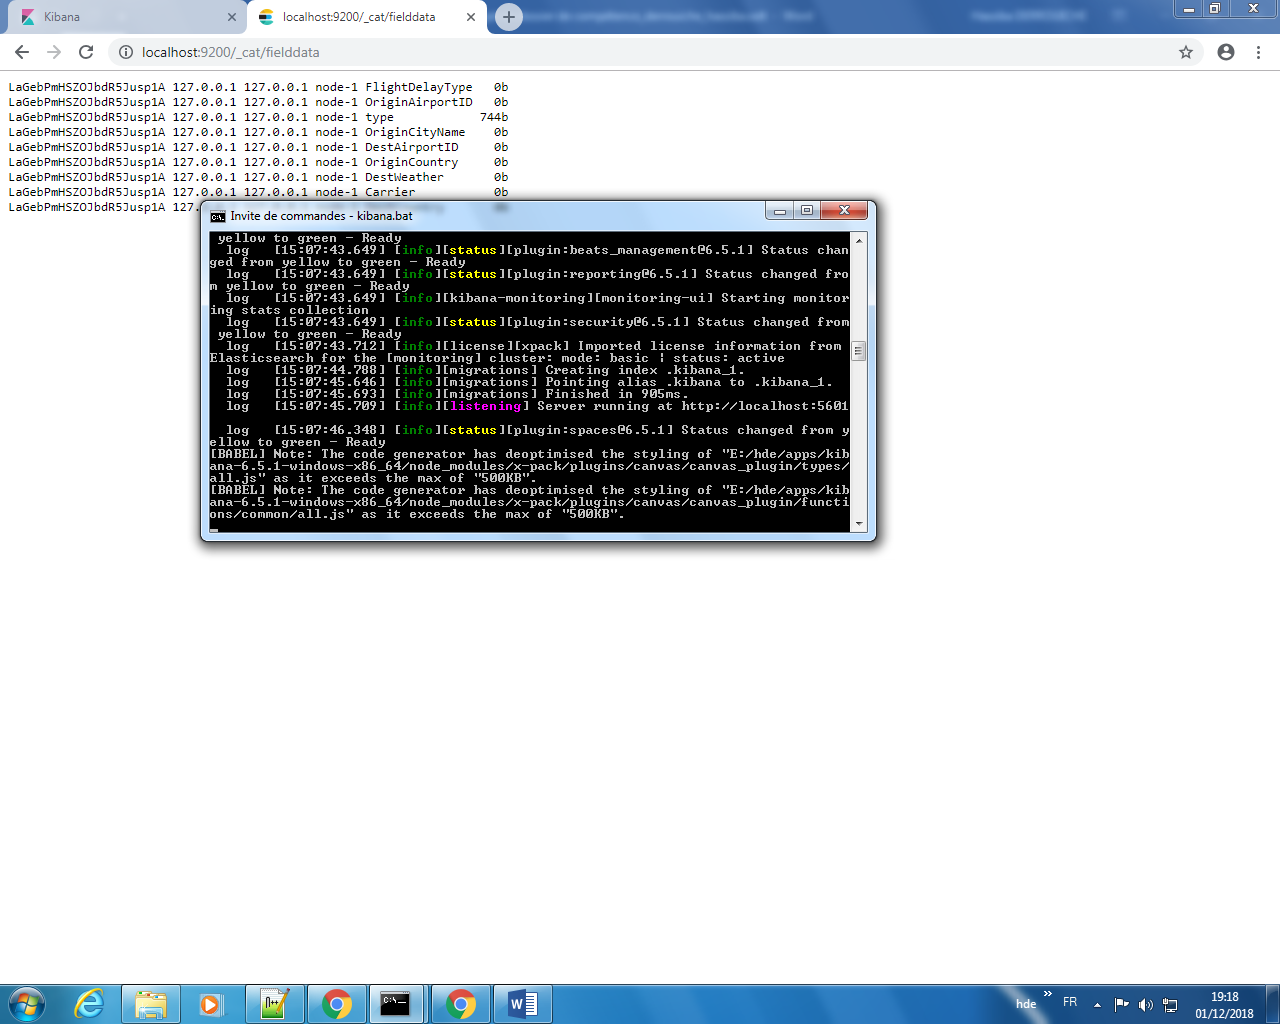 Kibana
localhost:9200/_cat/fielddata
localhost:9200/_cat/fielddata
LaGebPmHSZOJbdR5Jusp1A 127.0.0.1 127.0.0.1 node-1 FlightDelayType 0b
LaGebPmHSZOJbdR5Jusp1A 127.0.0.1 127.0.0.1 node-1 OriginAirportID 0b
LaGebPmHSZOJbdR5Jusp1A 127.0.0.1 127.0.0.1 node-1 type 744b
LaGebPmHSZOJbdR5Jusp1A 127.0.0.1 127.0.0.1 node-1 OriginCityName 0b
LaGebPmHSZOJbdR5Jusp1A 127.0.0.1 127.0.0.1 node-1 DestAirportID 0b
LaGebPmHSZOJbdR5Jusp1A 127.0.0.1 127.0.0.1 node-1 OriginCountry 0b
LaGebPmHSZOJbdR5Jusp1A 127.0.0.1 127.0.0.1 node-1 DestWeather 0b
LaGebPmHSZOJbdR5Jusp1A 127.0.0.1 127.0.0.1 node-1 Carrier 0b
LaGebPmHSZOJbdR5Jusp1A 127.
Invite de commandes - kibana.bat
yellow to green - Ready
log [15:07:43.649] [info][status][plugin:beats_management@6.5.1] Status chan
ged from yellow to green - Ready
log [15:07:43.649] [info][status][plugin:reporting@6.5.1] Status changed fro
m yellow to green - Ready
log [15:07:43.649] [info][kibana-monitoring][monitoring-ui] Starting monitor
ing stats collection
log [15:07:43.649] [info][status][plugin:security@6.5.1] Status changed from
yellow to green - Ready
log [15:07:43.712] [info][license][xpack] Imported license information from
Elasticsearch for the [monitoring] cluster: mode: basic | status: active
log [15:07:44.788] [info][migrations] Creating index .kibana_1.
log [15:07:45.646] [info][migrations] Pointing alias .kibana to .kibana_1.
log [15:07:45.693] [info][migrations] Finished in 905ms.
log [15:07:45.709] [info][listening] Server running at http://localhost:5601
log [15:07:46.348] [info][status][plugin:spaces@6.5.1] Status changed from y
ellow to green - Ready
[BABEL] Note: The code generator has deoptimised the styling of "E:/hde/apps/kib
ana-6.5.1-windows-x86_64/node_modules/x-pack/plugins/canvas/canvas_plugin/types/
all.js" as it exceeds the max of "500KB".
[BABEL] Note: The code generator has deoptimised the styling of "E:/hde/apps/kib
ana-6.5.1-windows-x86_64/node_modules/x-pack/plugins/canvas/canvas_plugin/functi
ons/common/all.js" as it exceeds the max of "500KB".
hde
FR
19:18
01/12/2018